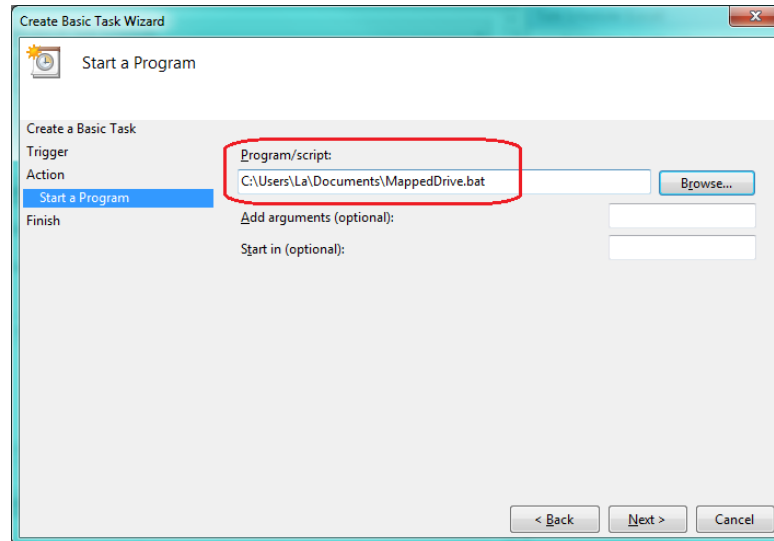 Create Basic Task Wizard
Start a Program
Create a Basic Task
Trigger
Action
Start a Program
Finish
Program/script:
C:\Users\La\Documents\MappedDrive.bat
Browse...
Add arguments (optional):
Start in (optional):
< Back
Next >
Cancel